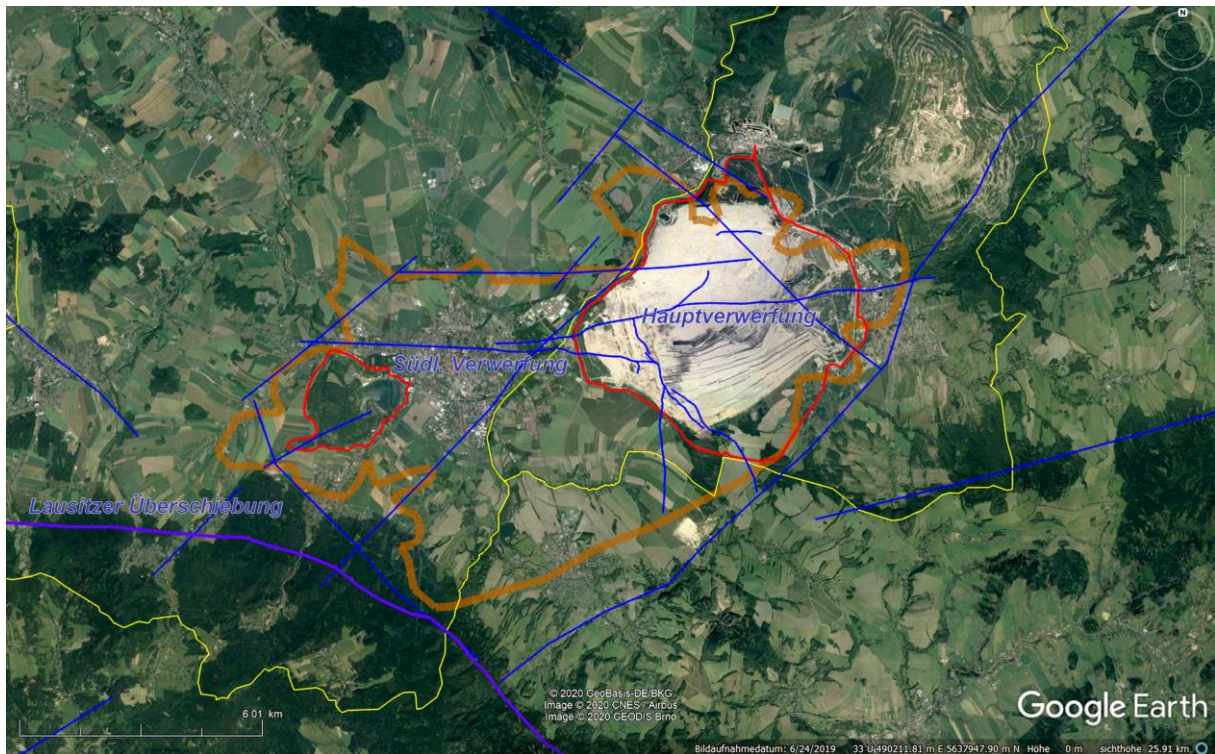 N
Hauptverwerfung
Südl. Verwerfung
Lausitzer Überschiebung
6.01 km
© 2020 GeoBasis-DE/BKG
Image © 2020 CNES / Airbus
Image © 2020 GEODIS Brno
Google Earth
Bildaufnahmedatum: 6/24/2019 33 U 490211.81 m E 5637947.90 m N Höhe 0 m sichthöhe 25.91 km